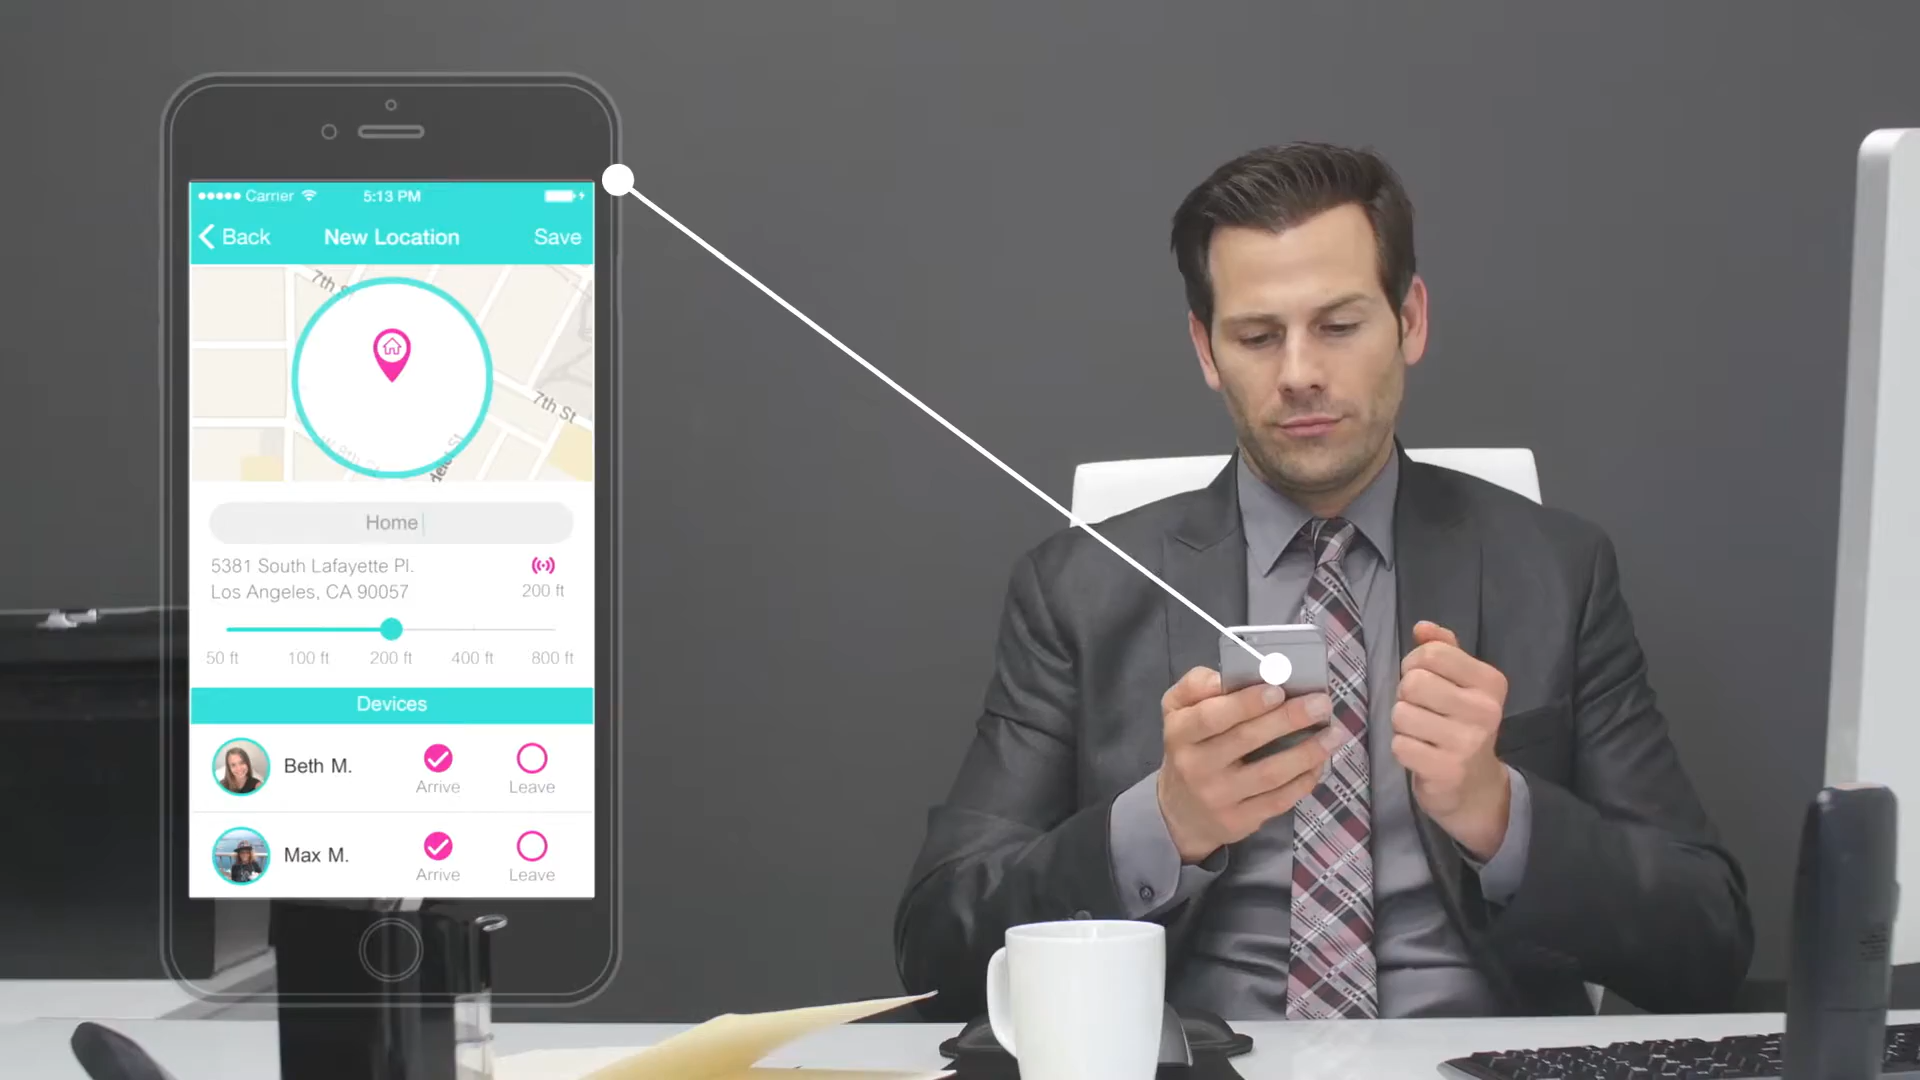 Carrier 5:13 PM
Back New Location Save
7th S
7th St
Home
5381 South Lafayette Pl.
Los Angeles, CA 90057
200 ft
50 ft 100 ft 200 ft 400 ft 800 ft
Devices
Beth M.
Arrive Leave
Max M.
Arrive Leave